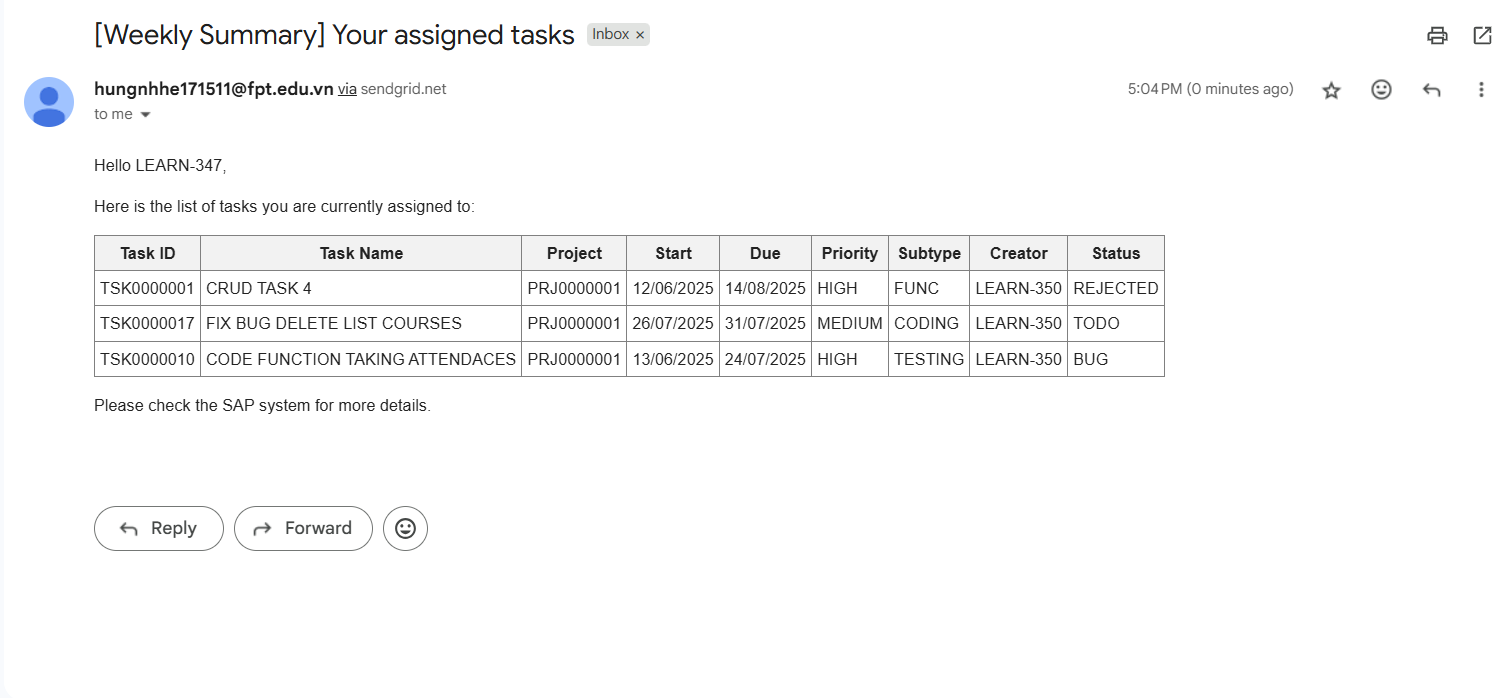 [Weekly Summary] Your assigned tasks Inbox ×
hungnhhe171511@fpt.edu.vn via sendgrid.net 5:04 PM (0 minutes ago)
to me
Hello LEARN-347,
Here is the list of tasks you are currently assigned to:
Task ID Task Name Project Start Due Priority Subtype Creator Status
TSK0000001 CRUD TASK 4 PRJ0000001 12/06/2025 14/08/2025 HIGH FUNC LEARN-350 REJECTED
TSK0000017 FIX BUG DELETE LIST COURSES PRJ0000001 26/07/2025 31/07/2025 MEDIUM CODING LEARN-350 TODO
TSK0000010 CODE FUNCTION TAKING ATTENDACES PRJ0000001 13/06/2025 24/07/2025 HIGH TESTING LEARN-350 BUG
Please check the SAP system for more details.
Reply Forward